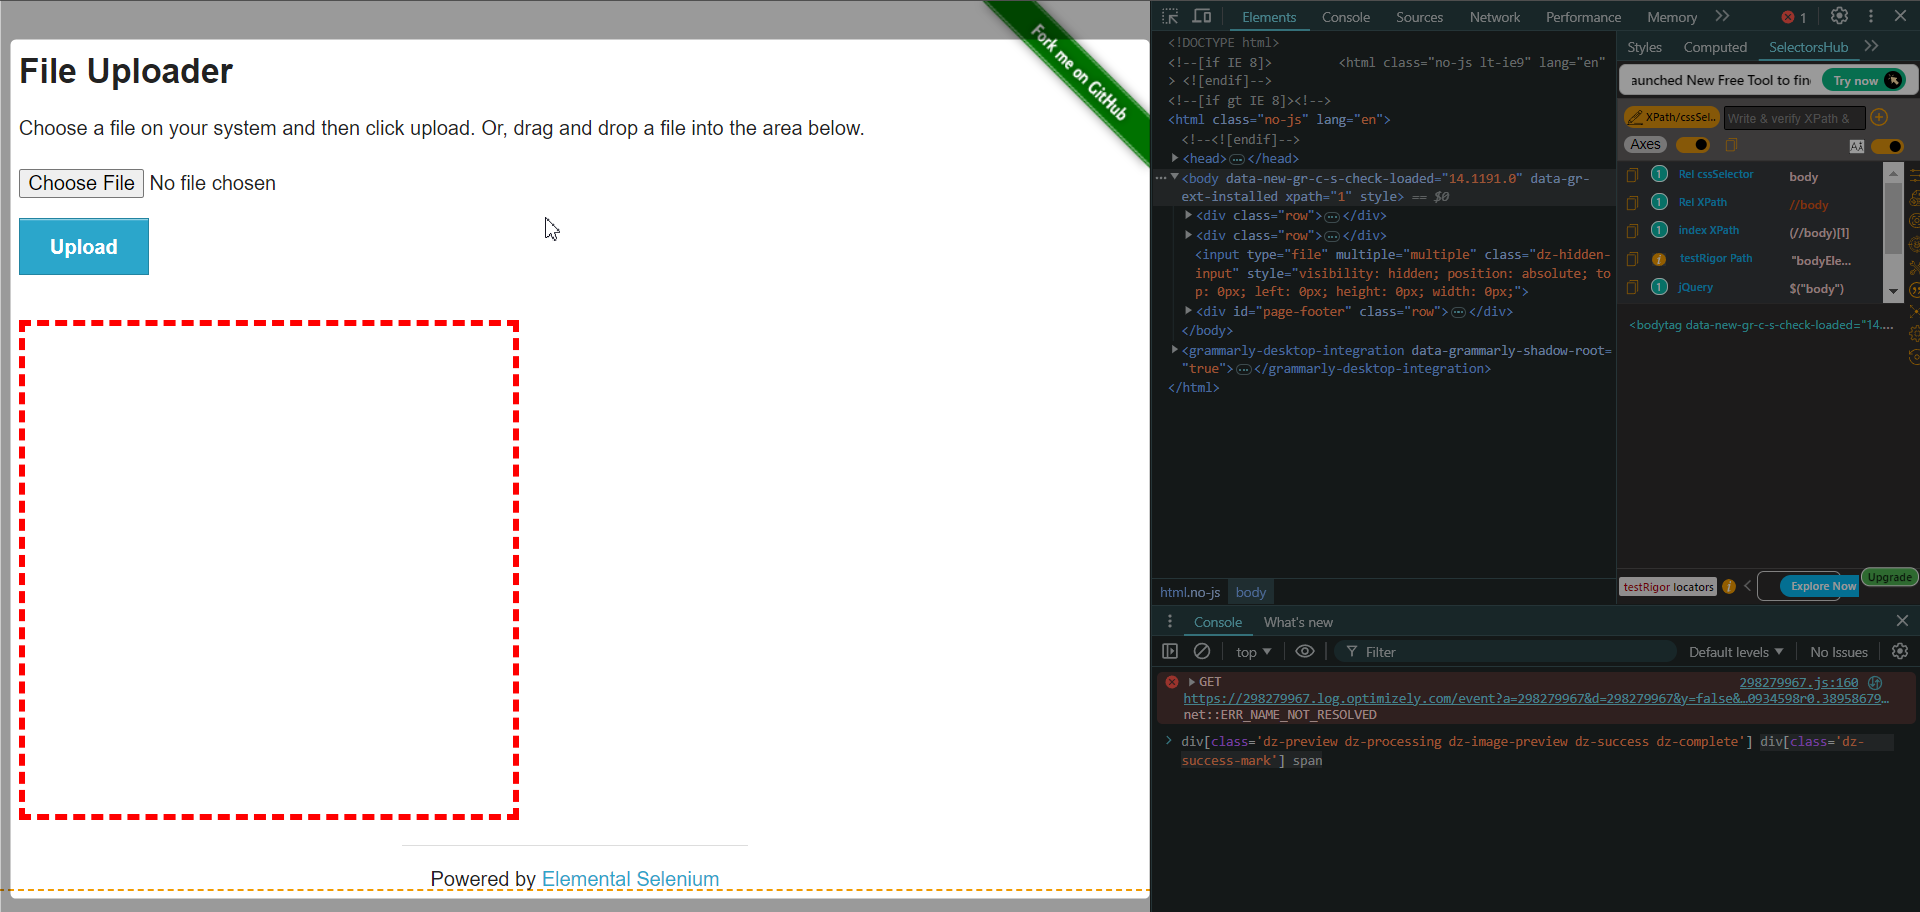 File Uploader
Choose a file on your system and then click upload. Or, drag and drop a file into the area below.
Choose File No file chosen
Upload
Fork me on GitHub
Powered by Elemental Selenium
Elements Console Sources Network Performance Memory 1
<!DOCTYPE html>
<!--[if IE 8]> <html class="no-js lt-ie9" lang="en"
> <![endif]-->
<!--[if gt IE 8]><!-->
<html class="no-js" lang="en">
<!--<![endif]-->
<head> </head>
<body data-new-gr-c-s-check-loaded="14.1191.0" data-gr-
ext-installed xpath="1" style> == $0
<div class="row"> </div>
<div class="row"> </div>
<input type="file" multiple="multiple" class="dz-hidden-
input" style="visibility: hidden; position: absolute; to
p: 0px; left: 0px; height: 0px; width: 0px;">
<div id="page-footer" class="row"> </div>
</body>
<grammarly-desktop-integration data-grammarly-shadow-root=
"true"> </grammarly-desktop-integration>
</html>
html.no-js body
Styles Computed SelectorsHub
aunched New Free Tool to fin Try now
XPath/cssSel.. Write & verify XPath &
Axes
1 Rel cssSelector body
1 Rel XPath //body
1 index XPath (//body)[1]
testRigor Path "bodyEle...
1 jQuery $("body")
<bodytag data-new-gr-c-s-check-loaded="14....
testRigor locators Explore Now Upgrade
Console What's new
top Filter Default levels No Issues
GET 298279967.js:160
https://298279967.log.optimizely.com/event?a=298279967&d=298279967&y=false&…0934598r0.38958679…
net::ERR_NAME_NOT_RESOLVED
div[class='dz-preview dz-processing dz-image-preview dz-success dz-complete'] div[class='dz-
success-mark'] span